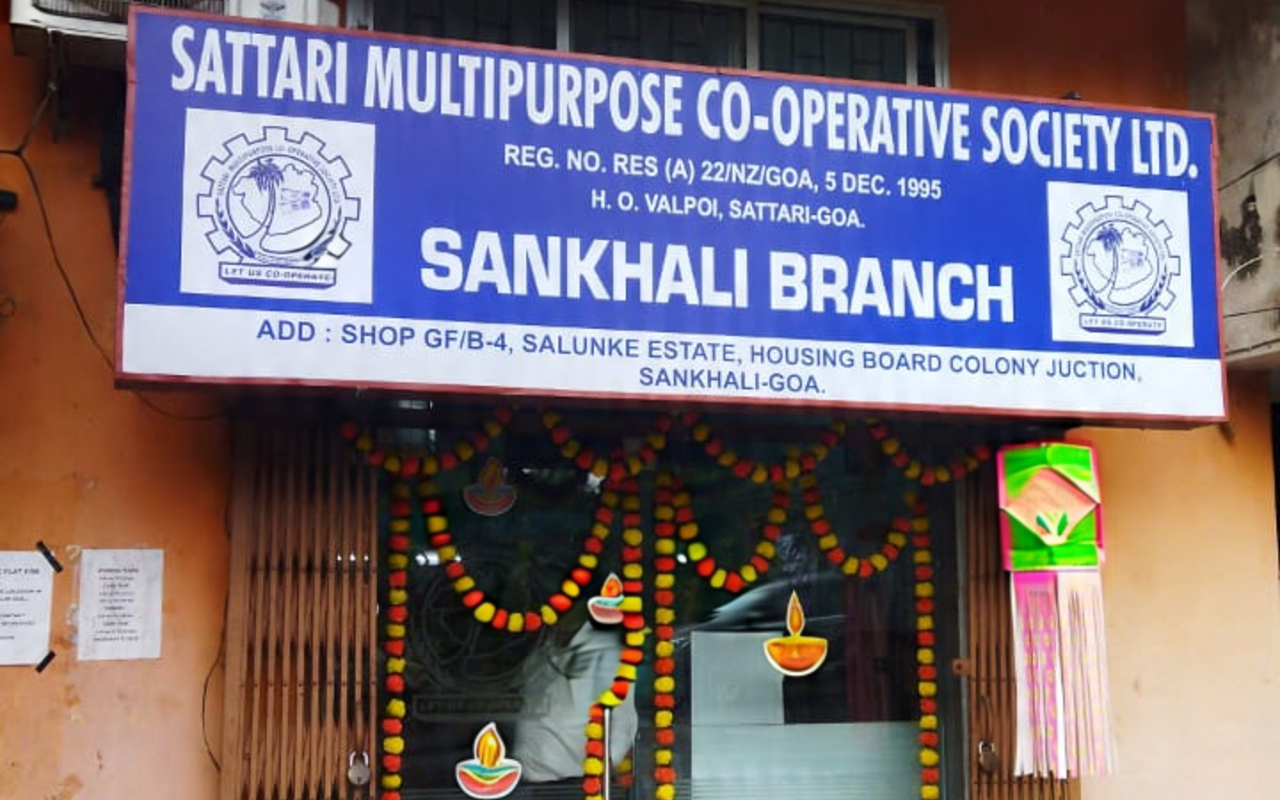 SATTARI MULTIPURPOSE CO-OPERATIVE SOCIETY LTD.
REG. NO. RES (A) 22/NZ/GOA, 5 DEC. 1995
H. O. VALPOI, SATTARI-GOA.
SANKHALI BRANCH
LET US CO-OPERATE
LET US CO-OPERATE
ADD : SHOP GF/B-4, SALUNKE ESTATE, HOUSING BOARD COLONY JUCTION,
SANKHALI-GOA.